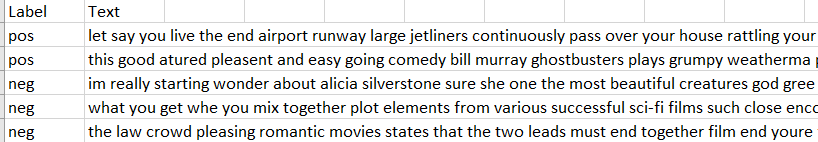 Label Text
pos let say you live the end airport runway large jetliners continuously pass over your house rattling your
pos this good atured pleasent and easy going comedy bill murray ghostbusters plays grumpy weatherma
neg im really starting wonder about alicia silverstone sure she one the most beautiful creatures god gree
neg what you get whe you mix together plot elements from various successful sci-fi films such close enco
neg the law crowd pleasing romantic movies states that the two leads must end together film end youre